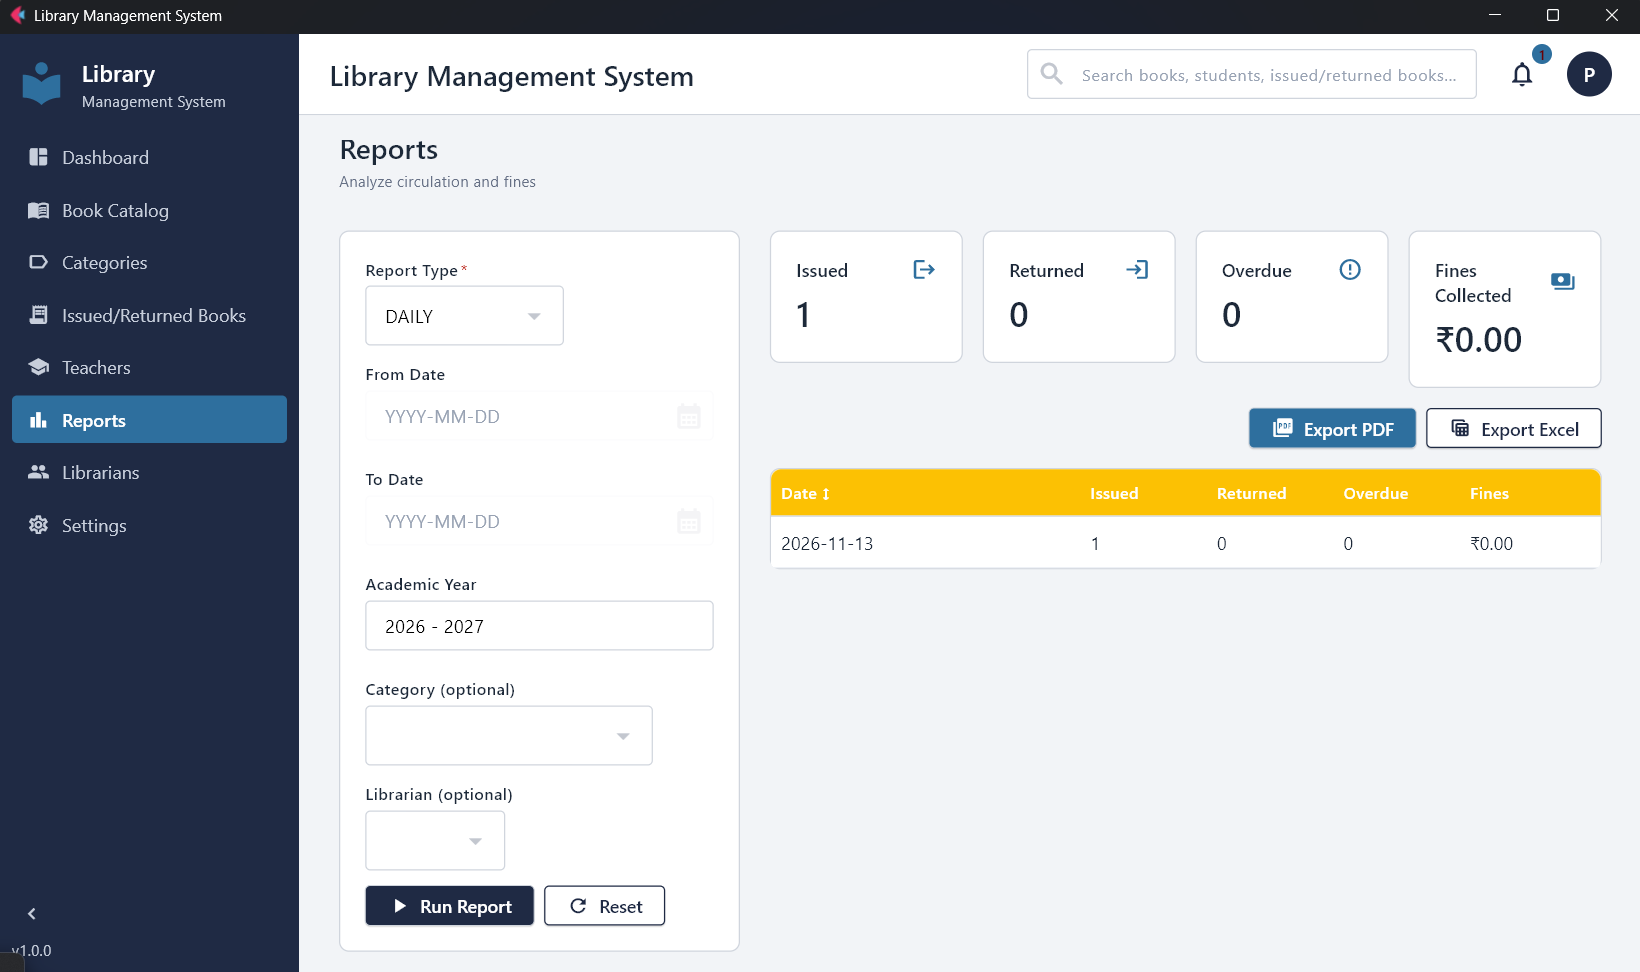 Library Management System
Library
Management System
Dashboard
Book Catalog
Categories
Issued/Returned Books
Teachers
Reports
Librarians
Settings
v1.0.0
Library Management System
Search books, students, issued/returned books...
1
P
Reports
Analyze circulation and fines
Report Type*
DAILY
From Date
YYYY-MM-DD
To Date
YYYY-MM-DD
Academic Year
2026 - 2027
Category (optional)
Librarian (optional)
Run Report
Reset
Issued
1
Returned
0
Overdue
0
Fines
Collected
₹0.00
PDF
Export PDF
Export Excel
Date Issued Returned Overdue Fines
2026-11-13 1 0 0 ₹0.00